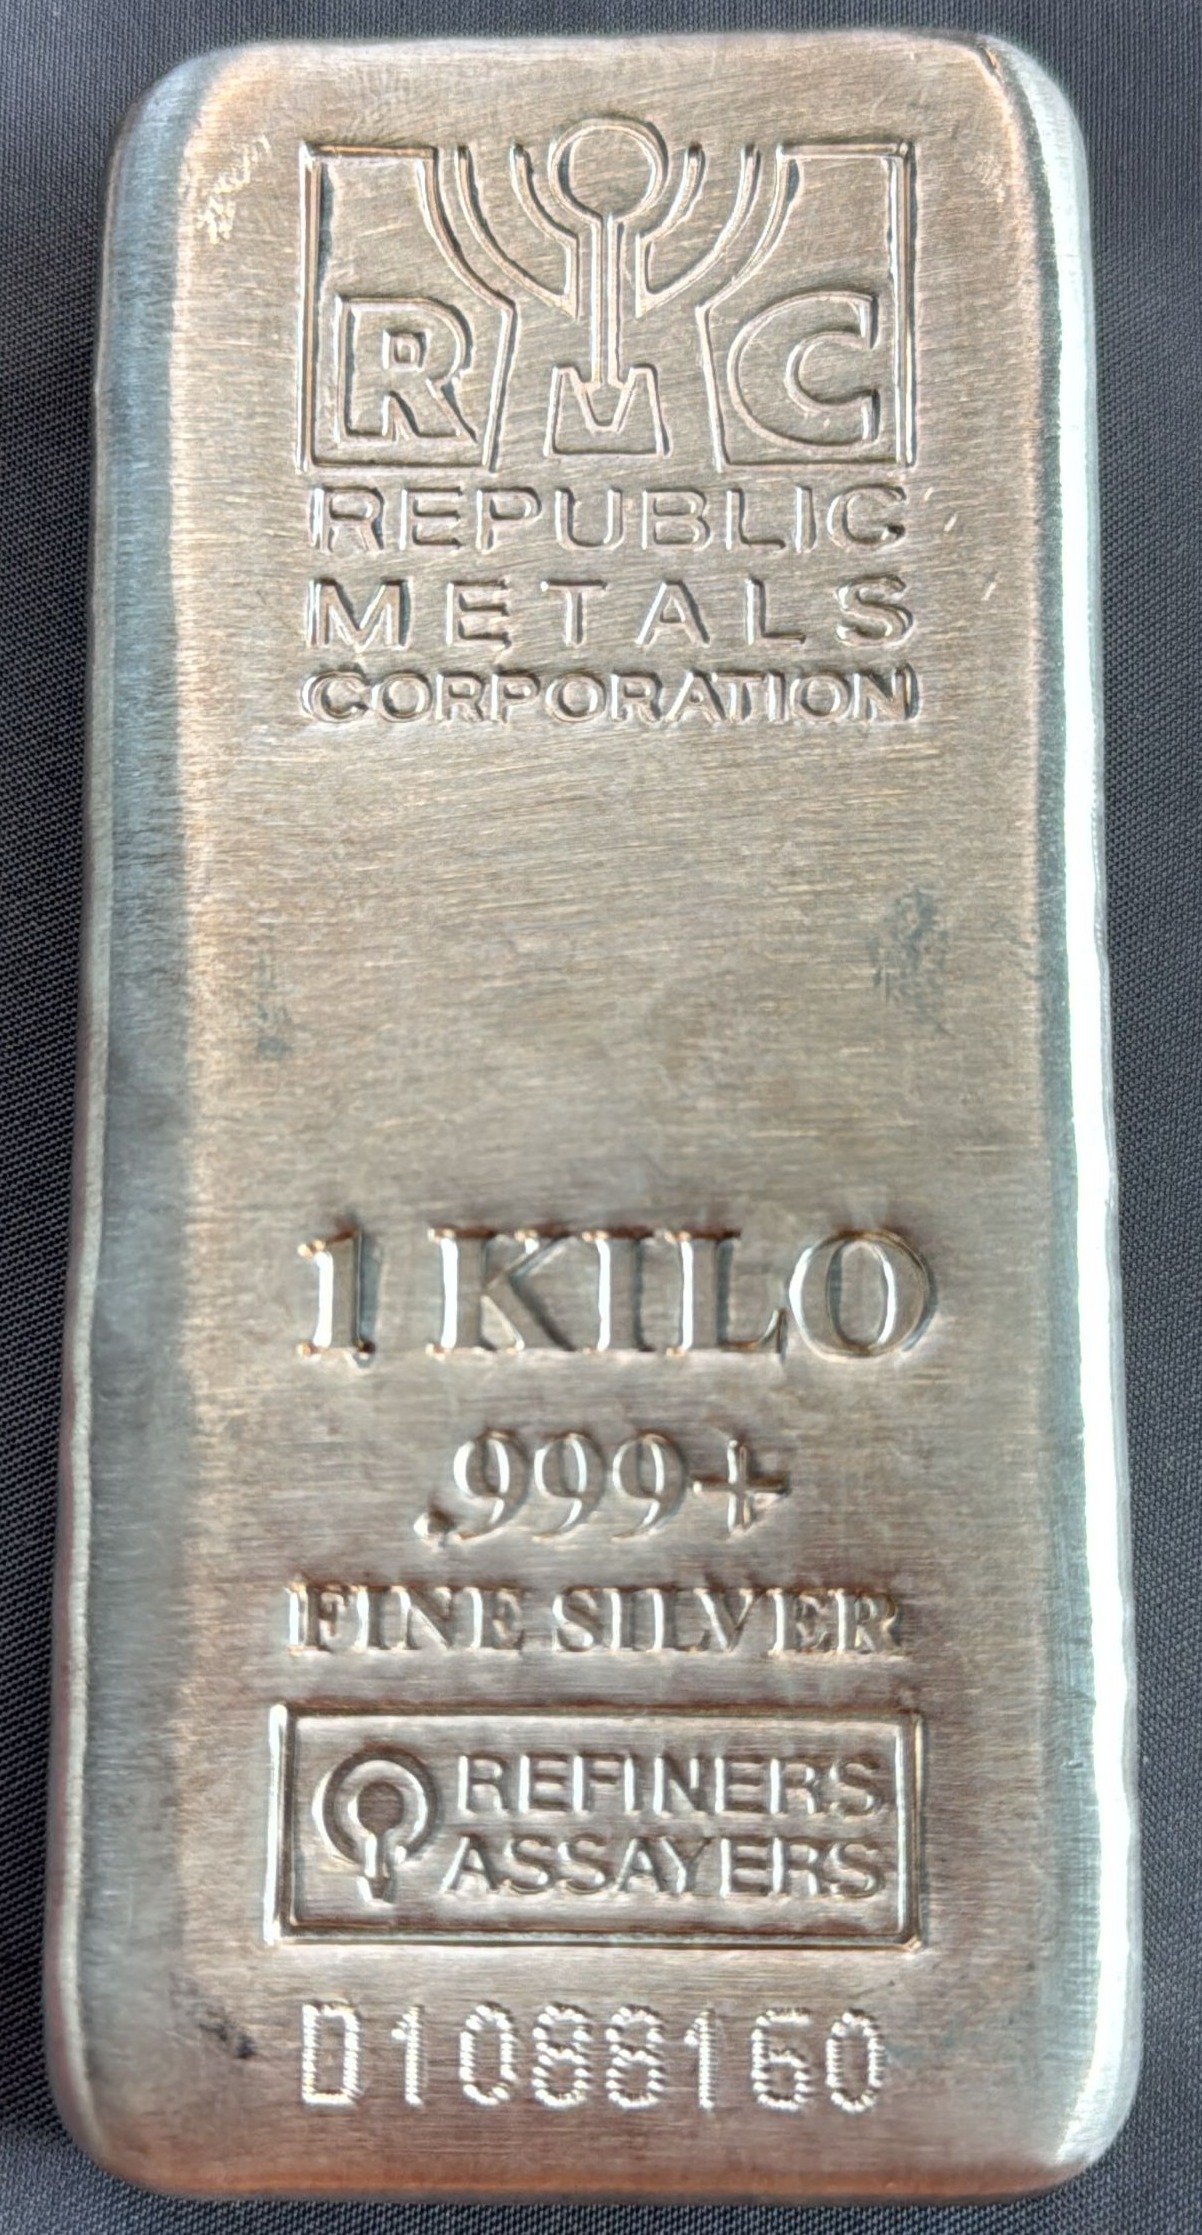 R M C
REPUBLIC
METALS
CORPORATION
1 KILO
.999+
FINE SILVER
REFINERS
ASSAYERS
D1088160